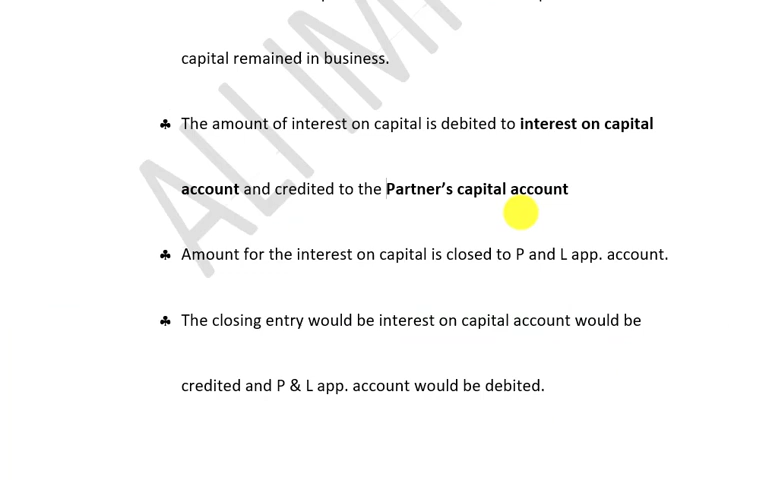 capital remained in business.
♣ The amount of interest on capital is debited to interest on capital
account and credited to the Partner’s capital account
♣ Amount for the interest on capital is closed to P and L app. account.
♣ The closing entry would be interest on capital account would be
credited and P & L app. account would be debited.